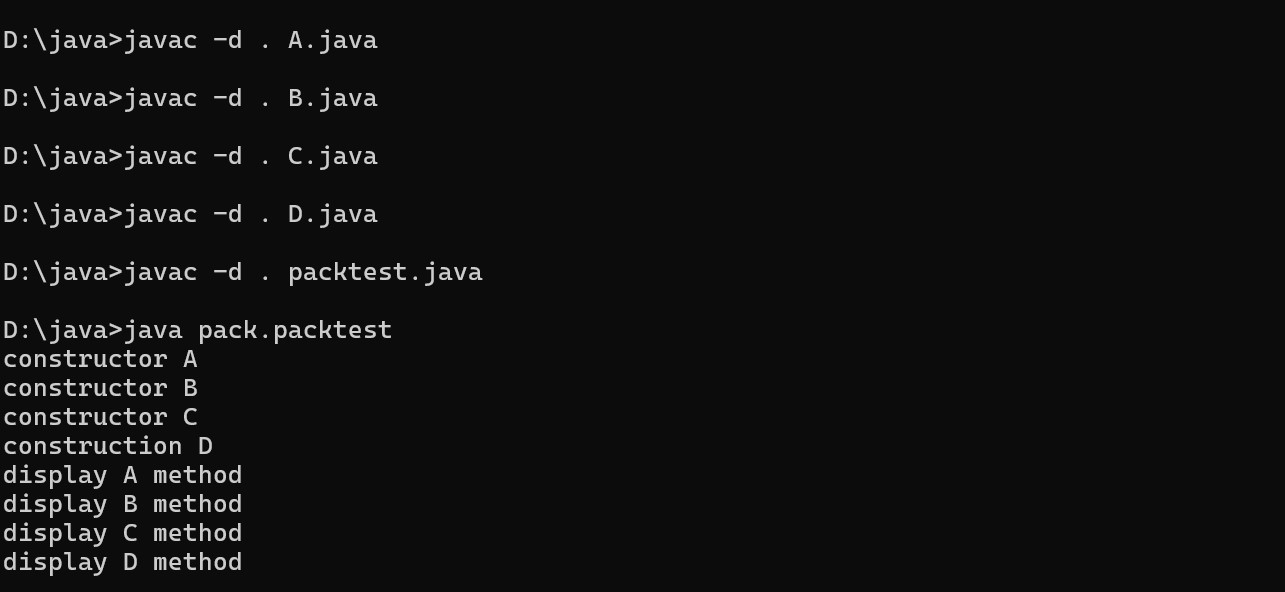 D:\java>javac -d . A.java
D:\java>javac -d . B.java
D:\java>javac -d . C.java
D:\java>javac -d . D.java
D:\java>javac -d . packtest.java
D:\java>java pack.packtest
constructor A
constructor B
constructor C
construction D
display A method
display B method
display C method
display D method